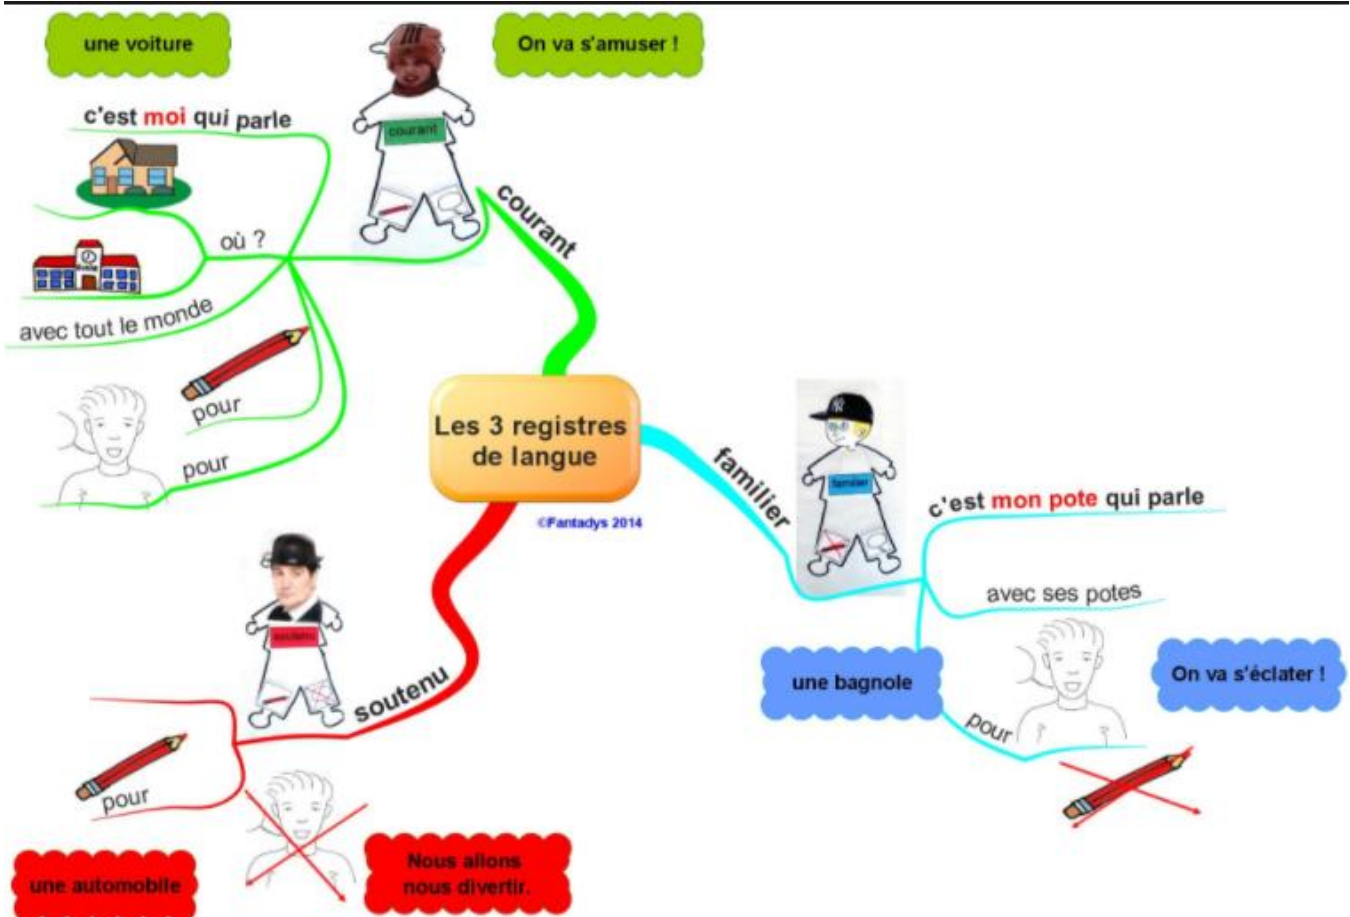 une voiture
On va s'amuser !
c'est moi qui parle
courant
courant
où ?
avec tout le monde
pour
pour
Les 3 registres
de langue
©Fantadys 2014
familier
familier
c'est mon pote qui parle
avec ses potes
une bagnole
On va s'éclater !
pour
soutenu
soutenu
pour
une automobile
Nous allons
nous divertir.